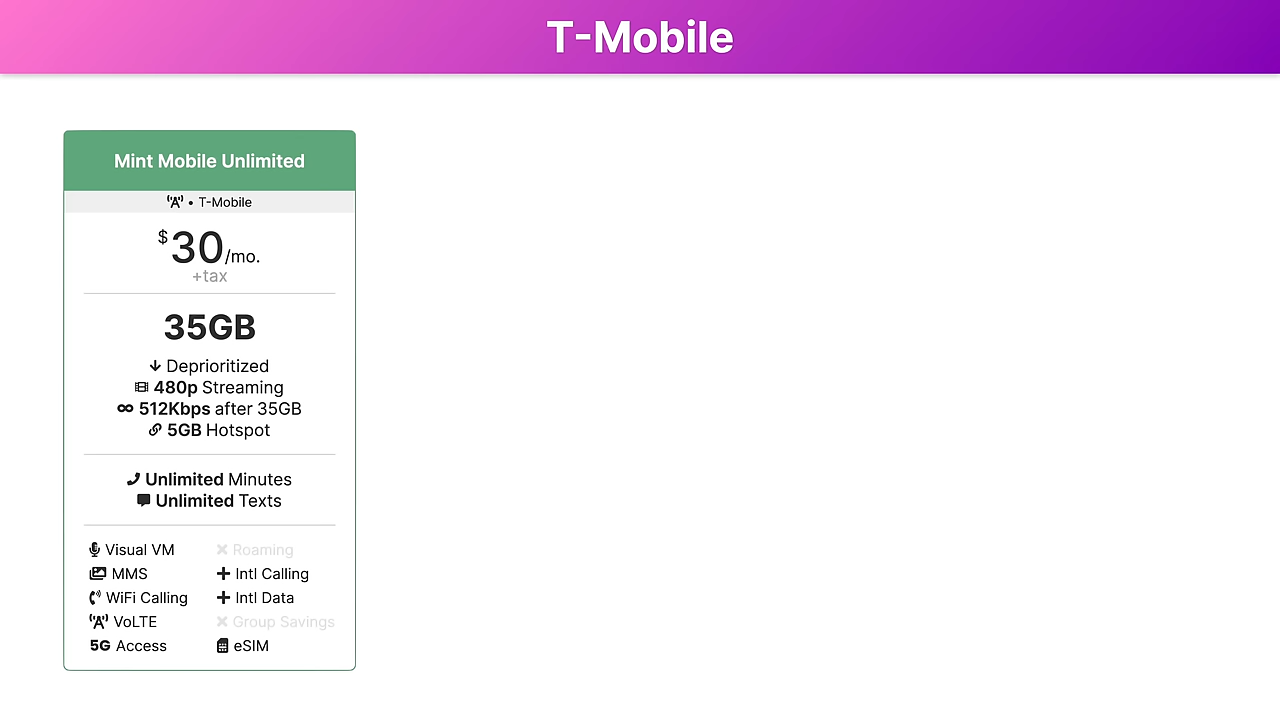 T-Mobile
Mint Mobile Unlimited
• T-Mobile
$30/mo.
+tax
35GB
Deprioritized
480p Streaming
512Kbps after 35GB
5GB Hotspot
Unlimited Minutes
Unlimited Texts
Visual VM
Roaming
MMS
Intl Calling
WiFi Calling
Intl Data
VoLTE
Group Savings
5G Access
eSIM